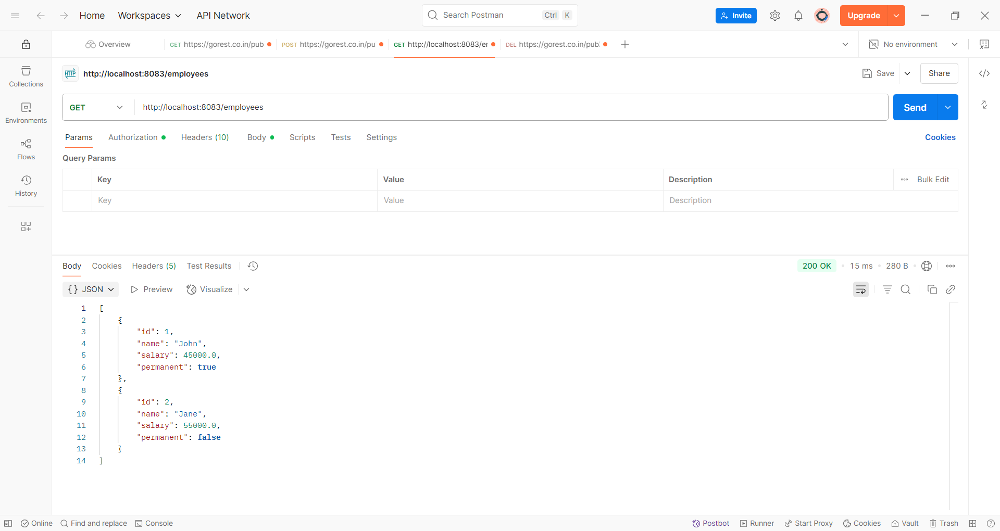 Home Workspaces API Network Search Postman Ctrl K Invite Upgrade
Overview GET https://gorest.co.in/pub POST https://gorest.co.in/pu GET http://localhost:8083/er DEL https://gorest.co.in/pub No environment
Collections
Environments
Flows
History
HTTP http://localhost:8083/employees Save Share
GET http://localhost:8083/employees Send
Params Authorization Headers (10) Body Scripts Tests Settings Cookies
Query Params
Key Value Description Bulk Edit
Key Value Description
Body Cookies Headers (5) Test Results 200 OK 15 ms 280 B
{} JSON Preview Visualize
1 [
2 {
3 "id": 1,
4 "name": "John",
5 "salary": 45000.0,
6 "permanent": true
7 },
8 {
9 "id": 2,
10 "name": "Jane",
11 "salary": 55000.0,
12 "permanent": false
13 }
14 ]
Online Find and replace Console Postbot Runner Start Proxy Cookies Vault Trash